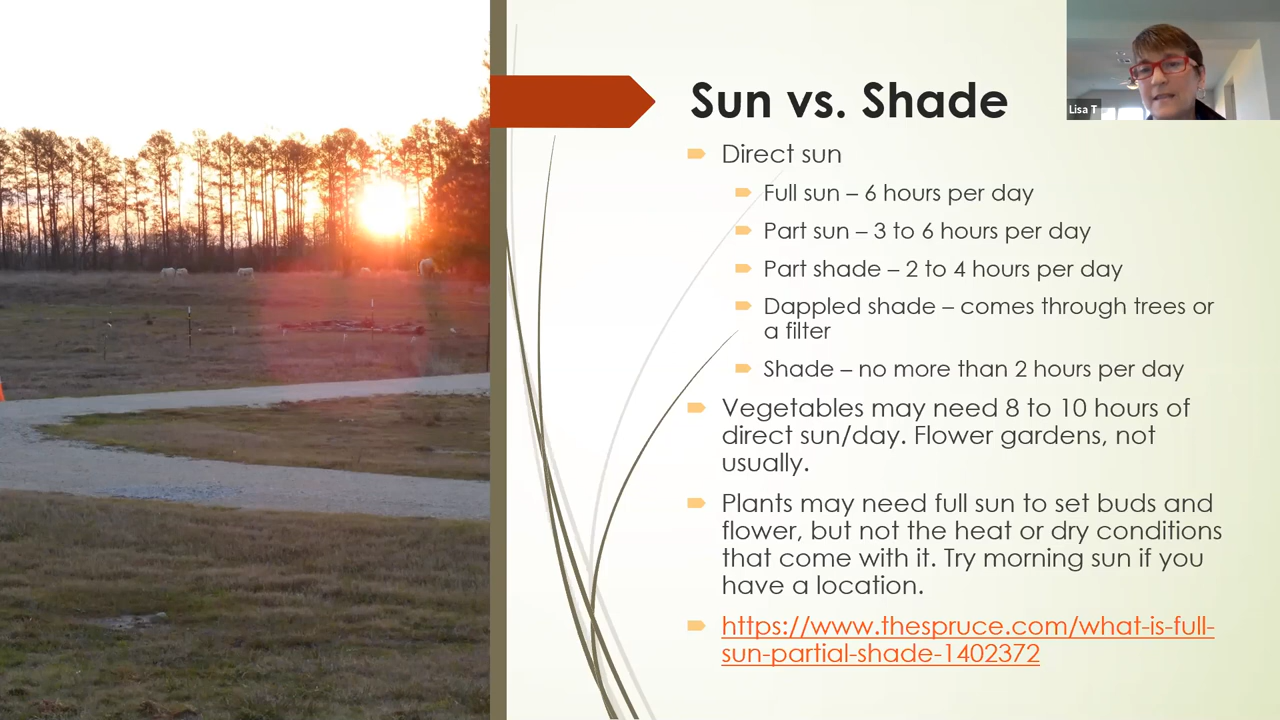 Sun vs. Shade
Lisa T
Direct sun
Full sun – 6 hours per day
Part sun – 3 to 6 hours per day
Part shade – 2 to 4 hours per day
Dappled shade – comes through trees or
a filter
Shade – no more than 2 hours per day
Vegetables may need 8 to 10 hours of
direct sun/day. Flower gardens, not
usually.
Plants may need full sun to set buds and
flower, but not the heat or dry conditions
that come with it. Try morning sun if you
have a location.
https://www.thespruce.com/what-is-full-
sun-partial-shade-1402372